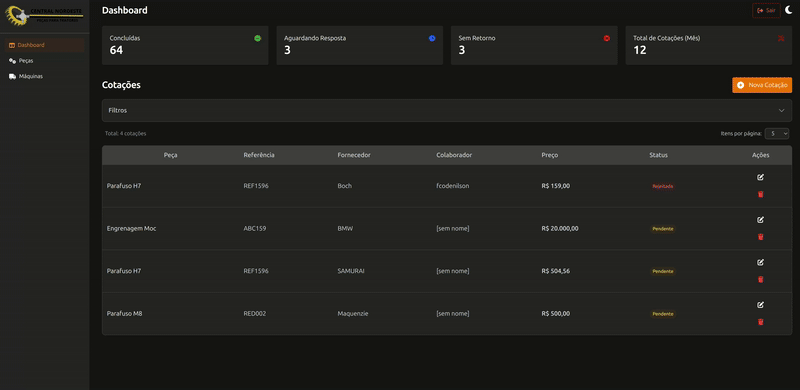 CENTRAL NOROESTE
Dashboard
Sair
Dashboard
Peças
Máquinas
Concluídas
64
Aguardando Resposta
3
Sem Retorno
3
Total de Cotações (Mês)
12
Cotações
Nova Cotação
Filtros
Total: 4 cotações
Itens por página: 5
Peça Referência Fornecedor Colaborador Preço Status Ações
Parafuso H7 REF1596 Boch fcodenilson R$ 159,00 Rejeitada
Engrenagem Moc ABC159 BMW [sem nome] R$ 20.000,00 Pendente
Parafuso H7 REF1596 SAMURAI [sem nome] R$ 504,56 Pendente
Parafuso M8 RED002 Maquenzie [sem nome] R$ 500,00 Pendente